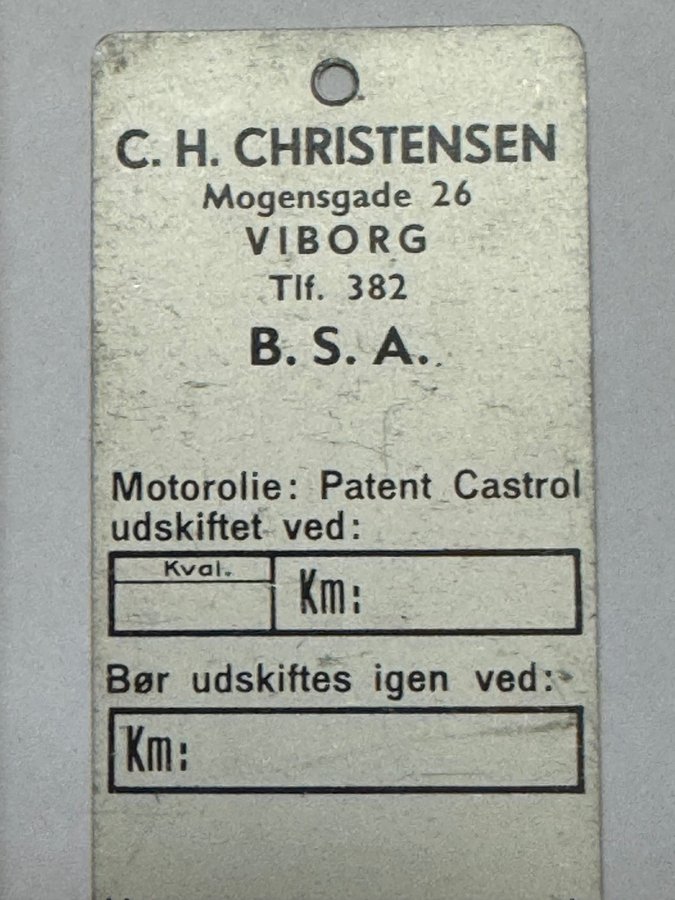 C. H. CHRISTENSEN
Mogensgade 26
VIBORG
Tlf. 382
B. S. A.
Motorolie: Patent Castrol
udskiftet ved:
Kval. Km:
Bør udskiftes igen ved:
Km: